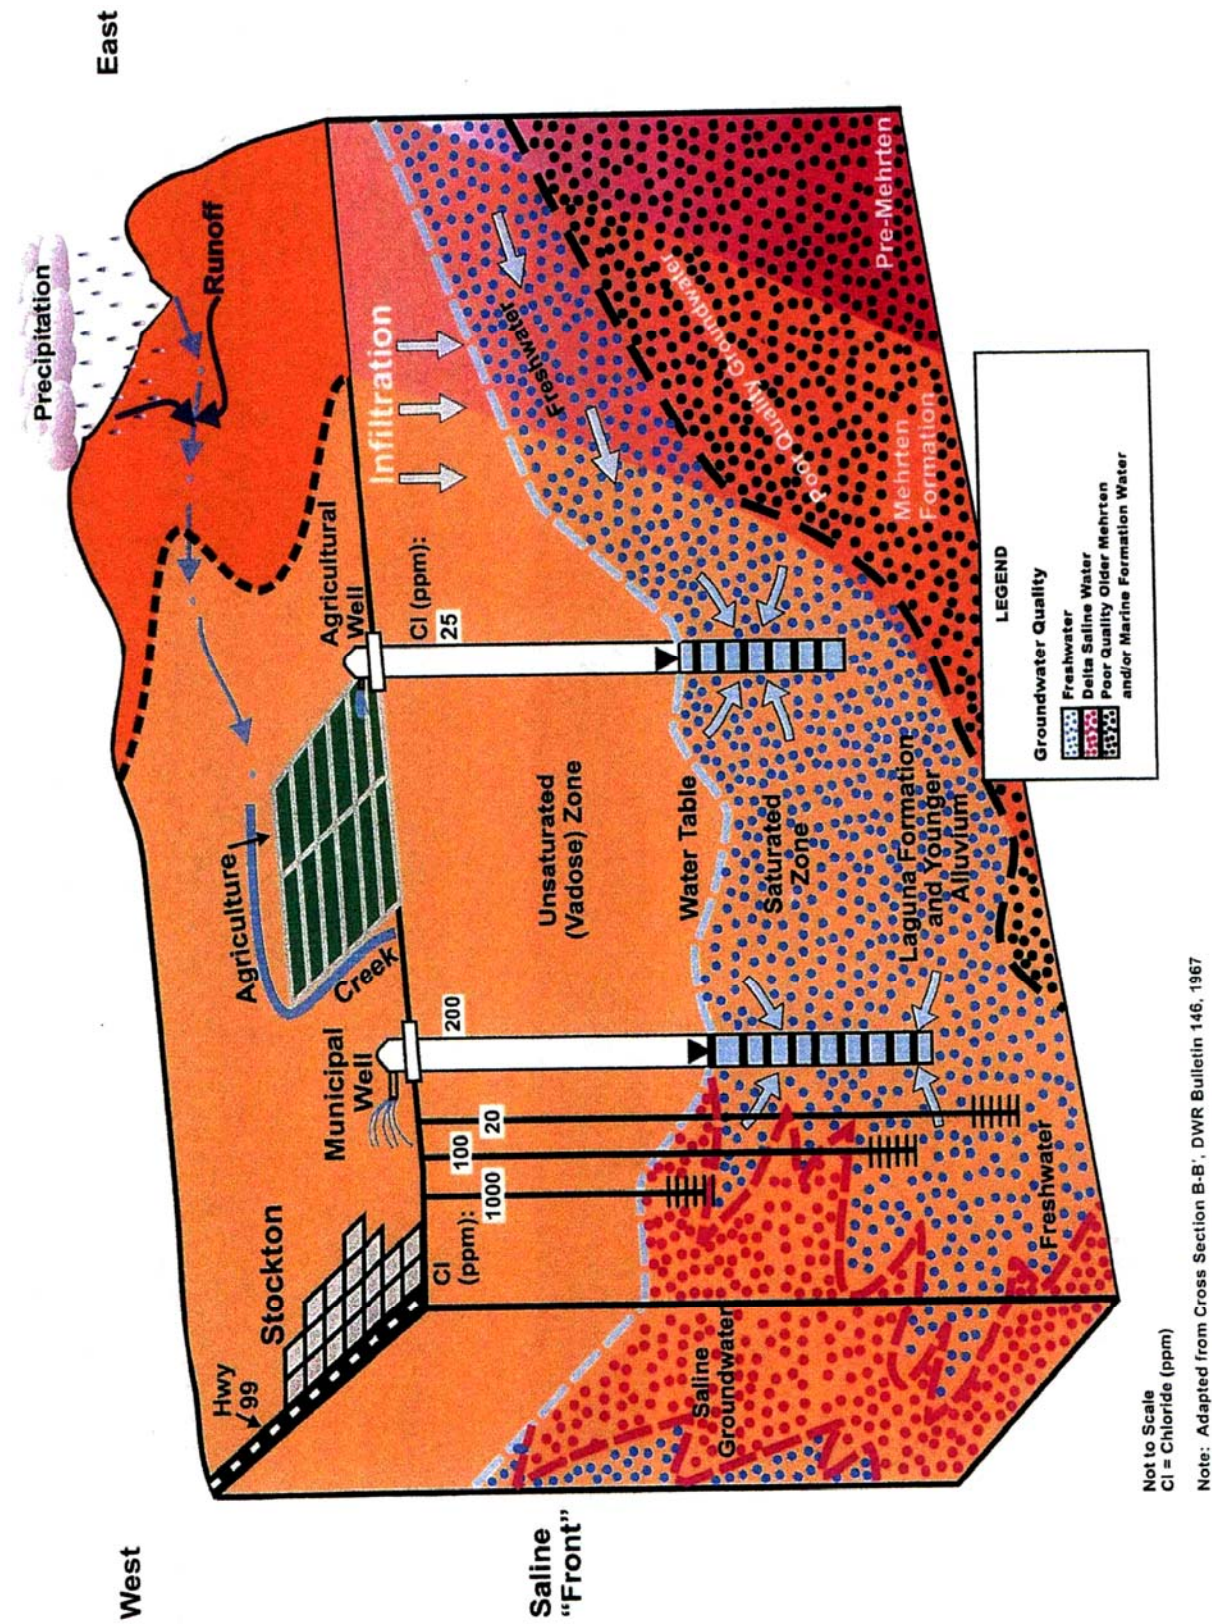 West
East
Precipitation
Runoff
Hwy
99
Stockton
Agriculture
Creek
Municipal
Well
Agricultural
Well
Infiltration
Cl
(ppm):
1000
100
20
200
Cl (ppm):
25
Unsaturated
(Vadose) Zone
Water Table
Saturated
Zone
Freshwater
Poor Quality Groundwater
Saline
"Front"
Saline
Groundwater
Freshwater
Laguna Formation
and Younger
Alluvium
Mehrten
Formation
Pre-Mehrten
LEGEND
Groundwater Quality
Freshwater
Delta Saline Water
Poor Quality Older Mehrten
and/or Marine Formation Water
Not to Scale
Cl = Chloride (ppm)
Note: Adapted from Cross Section B-B', DWR Bulletin 146, 1967